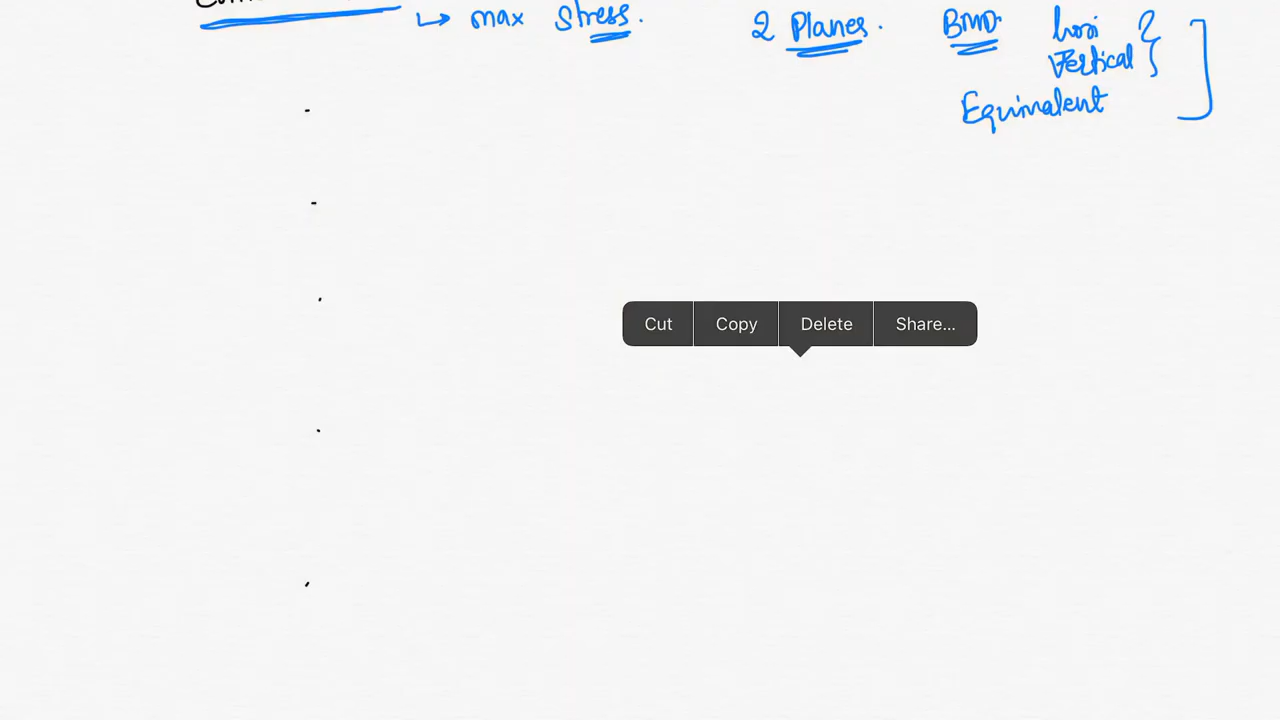 ↳ max stress. 2 Planes. BMD hori
Vertical
Equivalent
Cut Copy Delete Share...